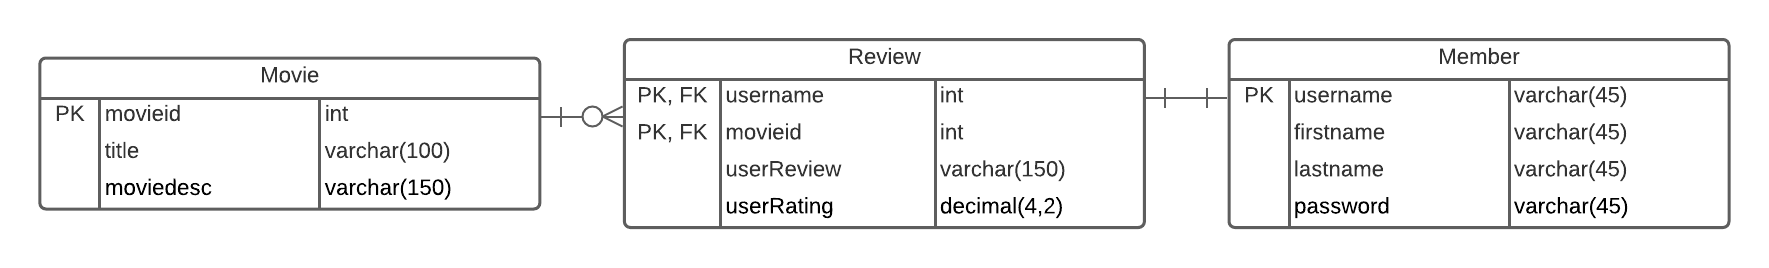 Movie
PK movieid int
title varchar(100)
moviedesc varchar(150)
Review
PK, FK username int
PK, FK movieid int
userReview varchar(150)
userRating decimal(4,2)
Member
PK username varchar(45)
firstname varchar(45)
lastname varchar(45)
password varchar(45)